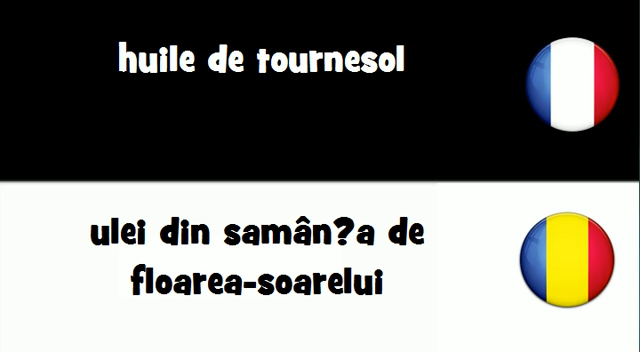 huile de tournesol
ulei din samân?a de
floarea-soarelui